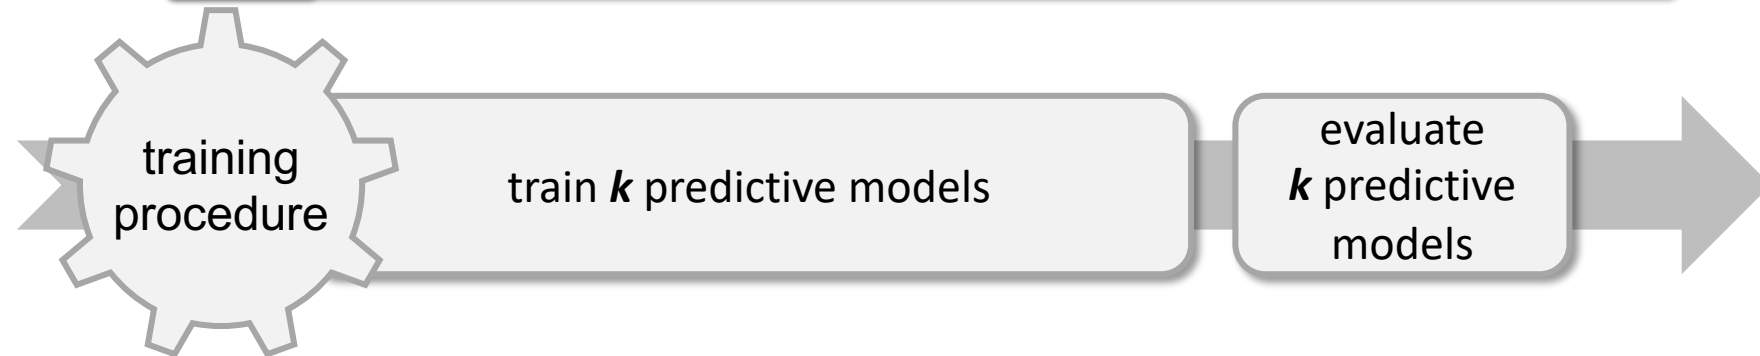 training
procedure
train k predictive models
evaluate
k predictive
models